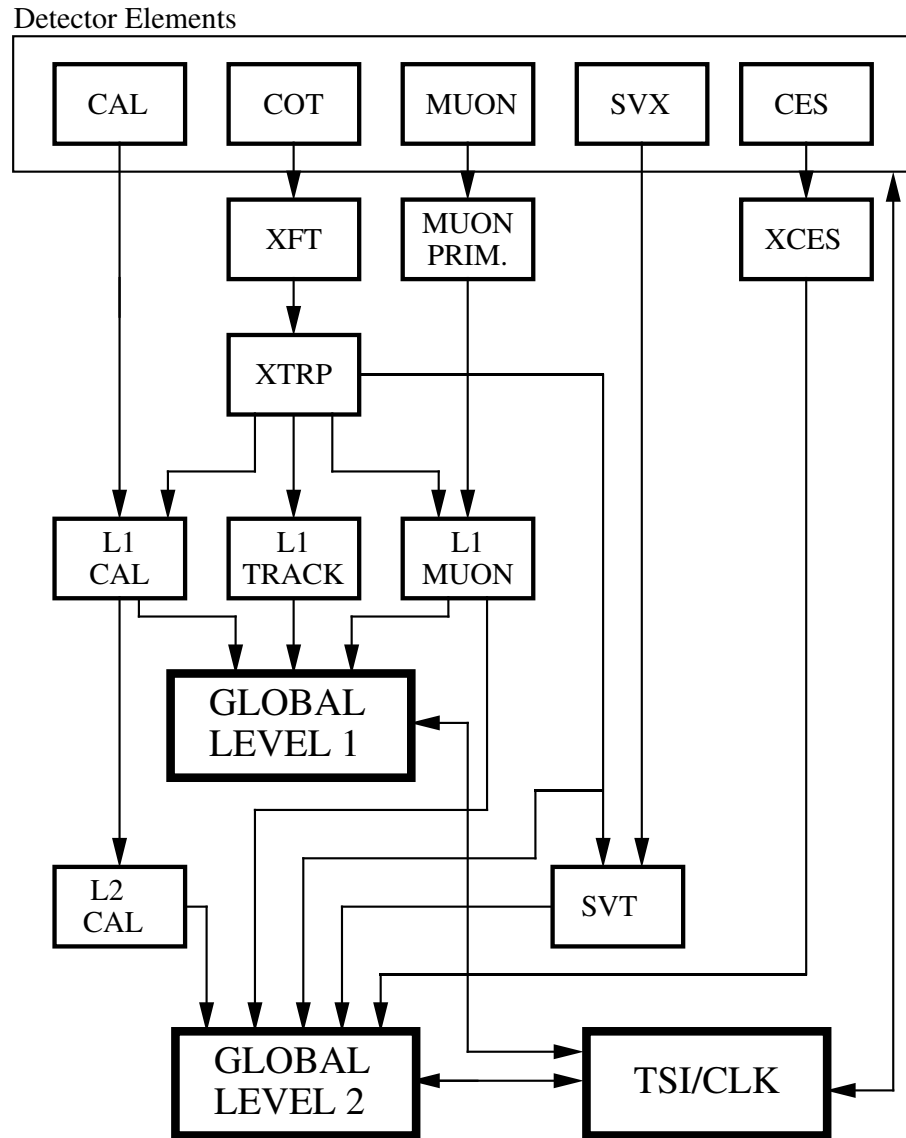 Detector Elements
CAL
COT
MUON
SVX
CES
XFT
MUON
PRIM.
XCES
XTRP
L1
CAL
L1
TRACK
L1
MUON
GLOBAL
LEVEL 1
L2
CAL
SVT
GLOBAL
LEVEL 2
TSI/CLK